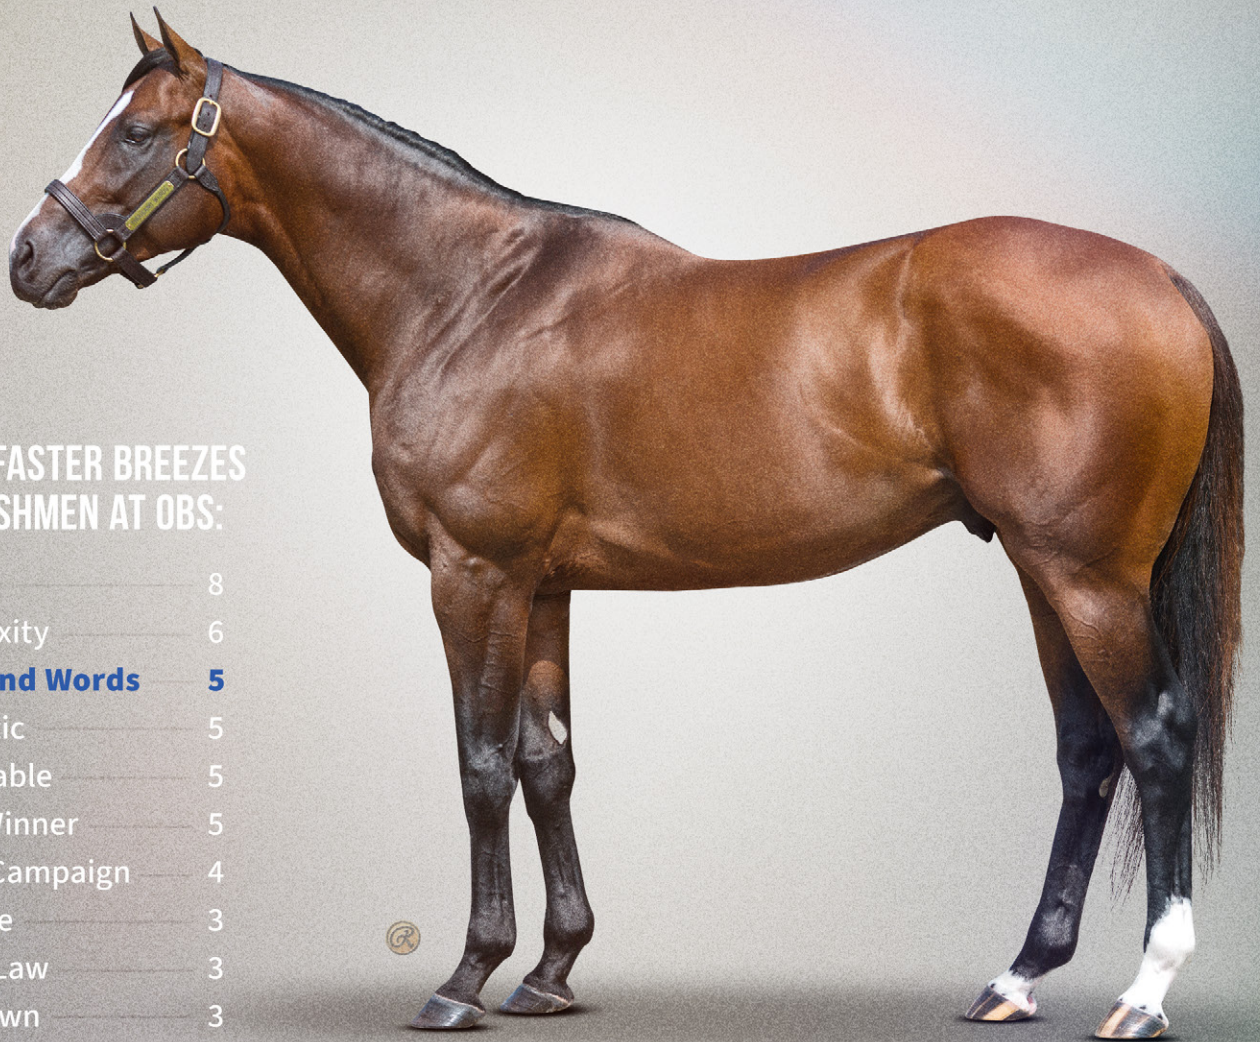 FASTER BREEZES
SHMEN AT OBS:
8
xity 6
nd Words 5
ic 5
able 5
Winner 5
Campaign 4
e 3
Law 3
wn 3